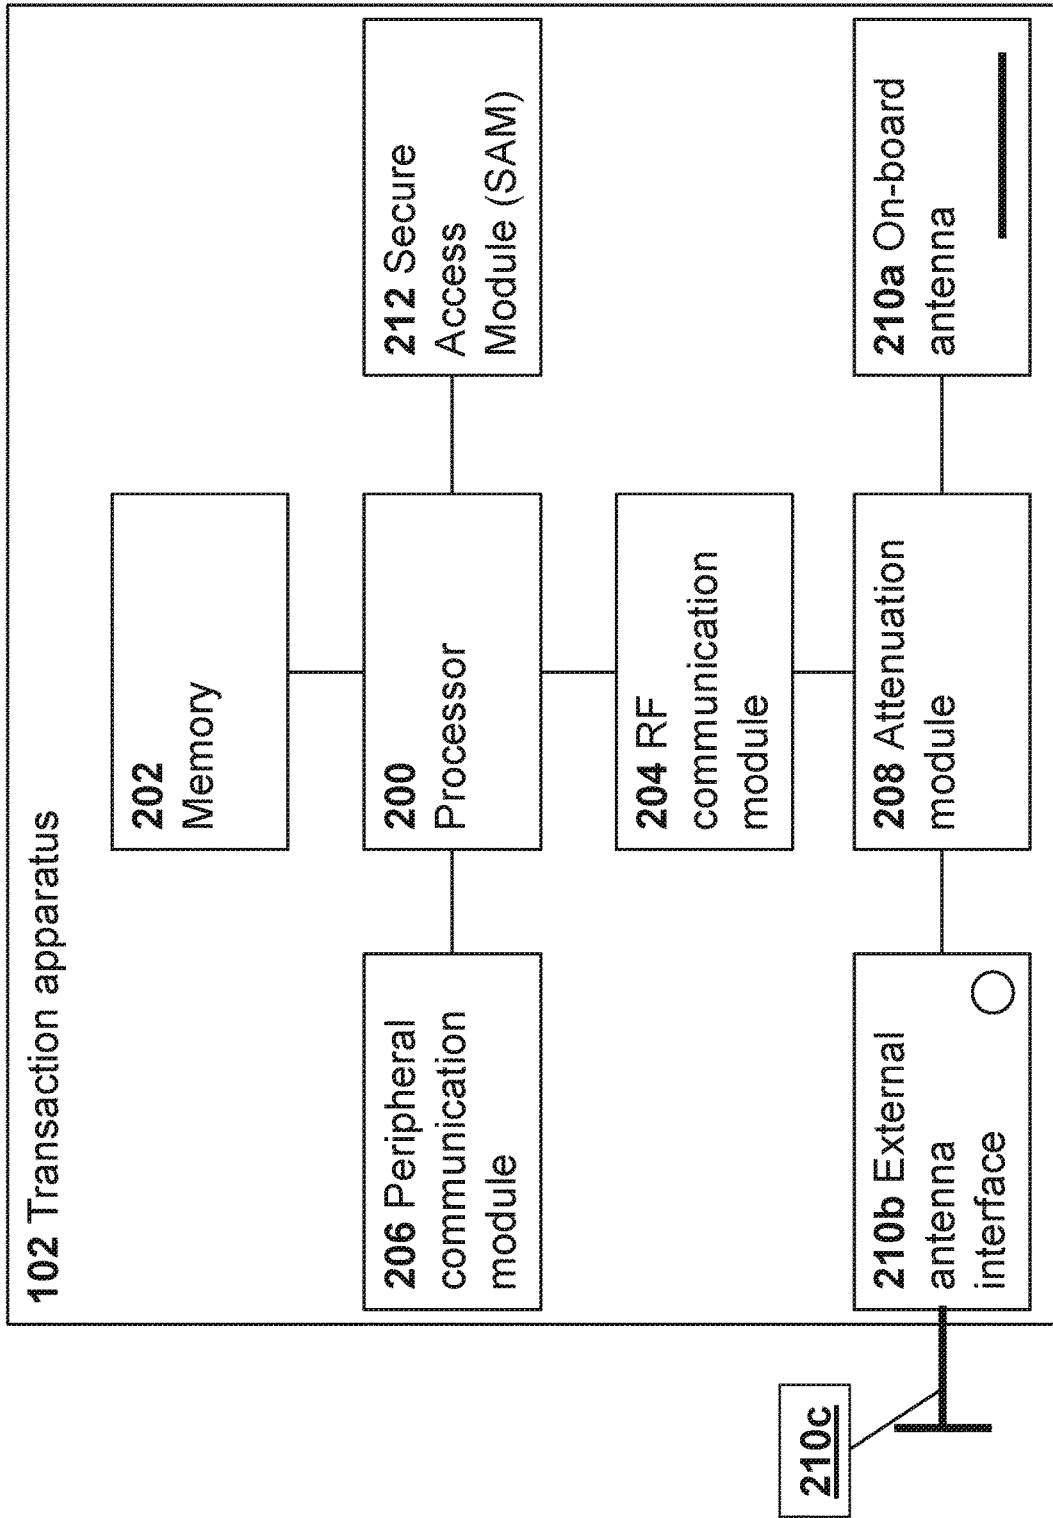 102 Transaction apparatus
202
Memory
206 Peripheral
communication
module
200
Processor
212 Secure
Access
Module (SAM)
204 RF
communication
module
210b External
antenna
interface
208 Attenuation
module
210a On-board
antenna
210c